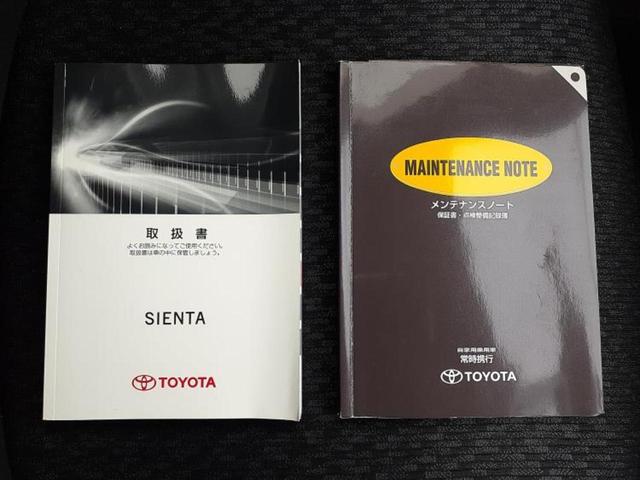 取扱書
よくお読みになってご使用ください。
取扱書は車の中に保管しましょう。
SIENTA
TOYOTA
MAINTENANCE NOTE
メンテナンスノート
保証書・点検整備記録簿
自家用乗用車
常時携行
TOYOTA